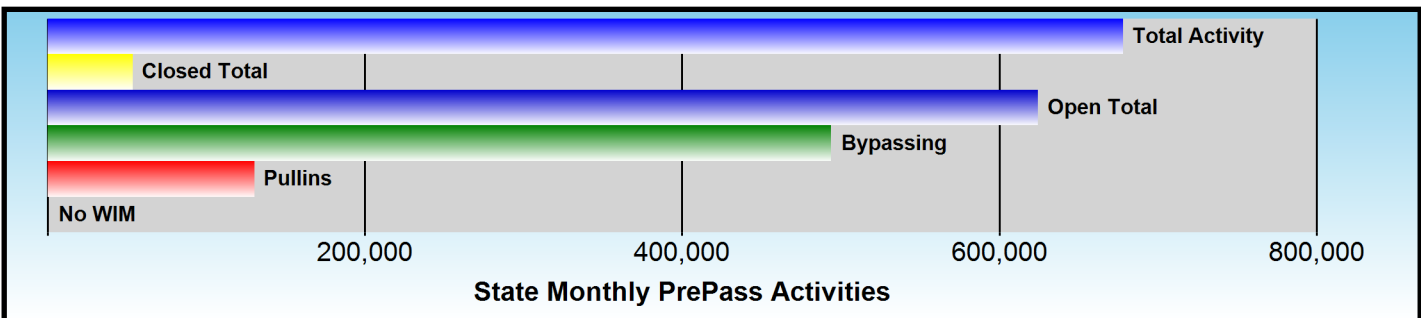 Total Activity
Closed Total
Open Total
Bypassing
Pullins
No WIM
200,000 400,000 600,000 800,000
State Monthly PrePass Activities